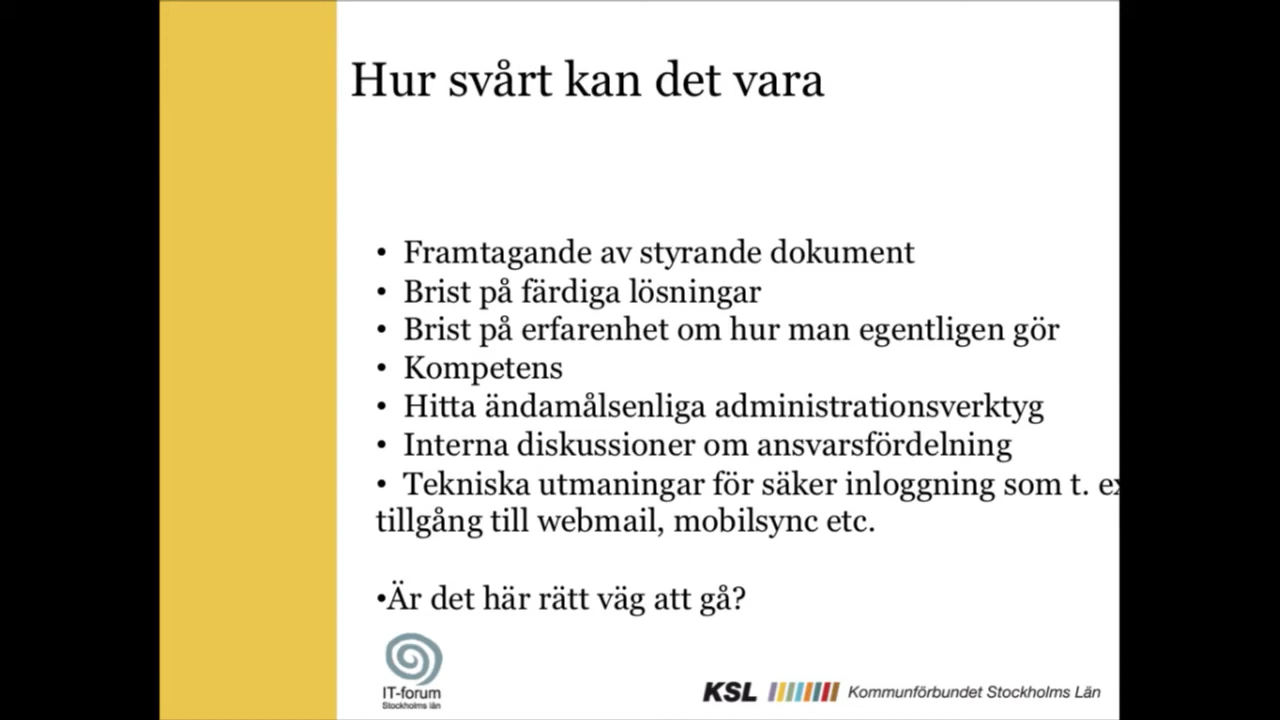 Hur svårt kan det vara
• Framtagande av styrande dokument
• Brist på färdiga lösningar
• Brist på erfarenhet om hur man egentligen gör
• Kompetens
• Hitta ändamålsenliga administrationsverktyg
• Interna diskussioner om ansvarsfördelning
• Tekniska utmaningar för säker inloggning som t. ex
tillgång till webmail, mobilsync etc.
•Är det här rätt väg att gå?
IT-forum
Stockholms län
KSL Kommunförbundet Stockholms Län